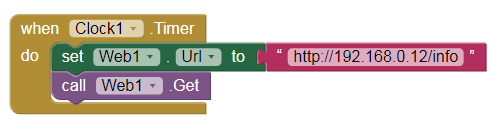 when Clock1 .Timer
do set Web1 . Url to " http://192.168.0.12/info "
call Web1 .Get